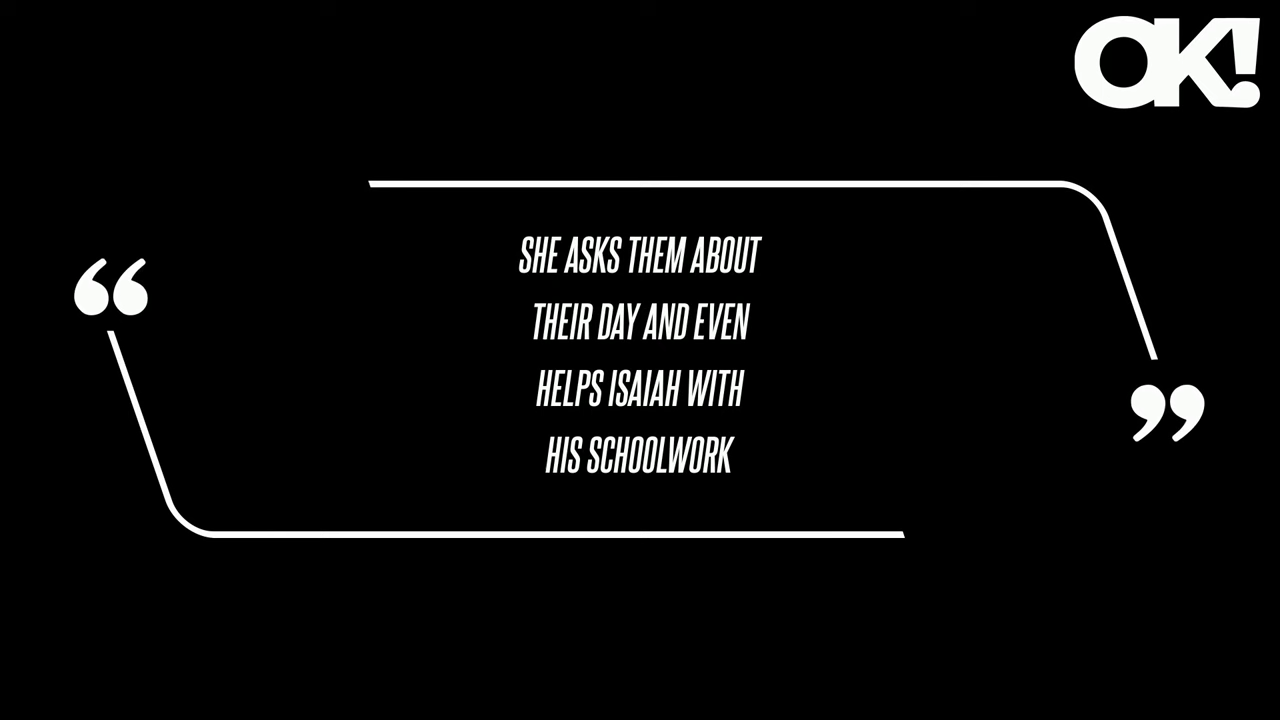 OK!
“
SHE ASKS THEM ABOUT
THEIR DAY AND EVEN
HELPS ISAIAH WITH
HIS SCHOOLWORK
”